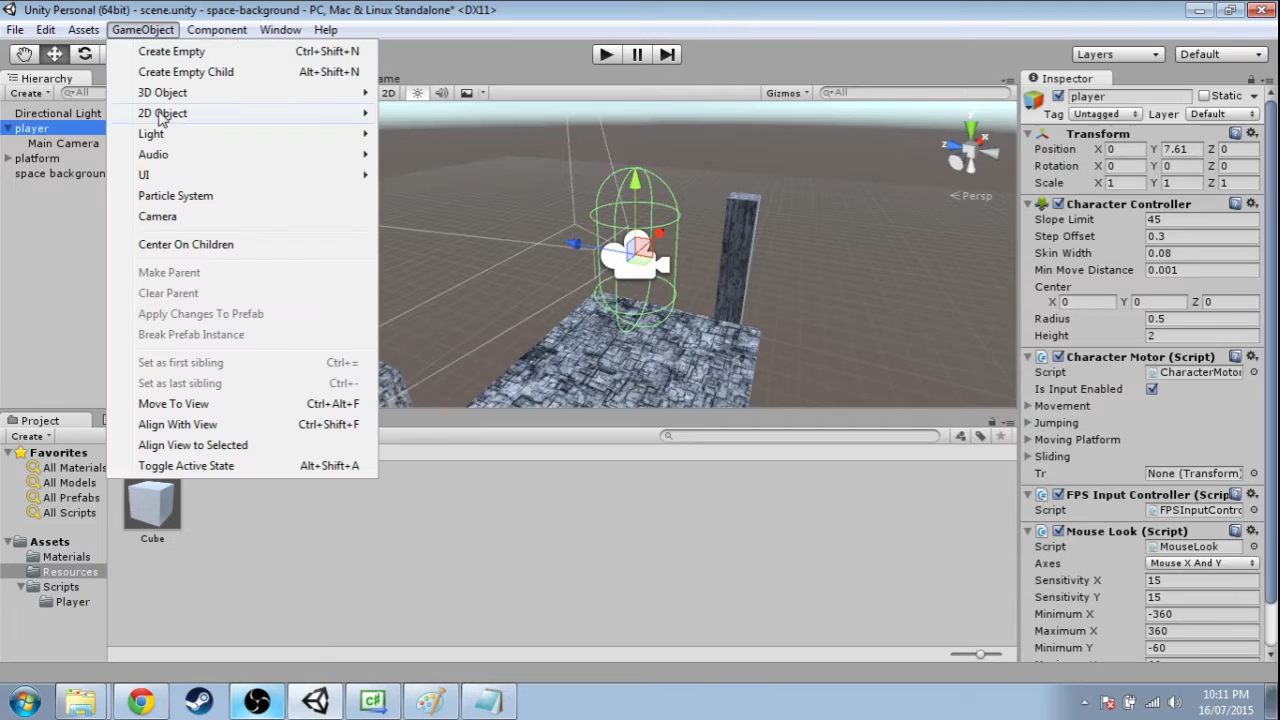 Unity Personal (64bit) - scene.unity - space-background - PC, Mac & Linux Standalone* <DX11>
File Edit Assets GameObject Component Window Help
Layers Default
Hierarchy
Create All
Directional Light
player
Main Camera
platform
space backgroun
Create Empty Ctrl+Shift+N
Create Empty Child Alt+Shift+N
3D Object
2D Object
Light
Audio
UI
Particle System
Camera
Center On Children
Make Parent
Clear Parent
Apply Changes To Prefab
Break Prefab Instance
Set as first sibling Ctrl+=
Set as last sibling Ctrl+-
Move To View Ctrl+Alt+F
Align With View Ctrl+Shift+F
Align View to Selected
Toggle Active State Alt+Shift+A
ame
2D Gizmos All
y x z
Persp
Inspector
player Static
Tag Untagged Layer Default
Transform
Position X 0 Y 7.61 Z 0
Rotation X 0 Y 0 Z 0
Scale X 1 Y 1 Z 1
Character Controller
Slope Limit 45
Step Offset 0.3
Skin Width 0.08
Min Move Distance 0.001
Center
X 0 Y 0 Z 0
Radius 0.5
Height 2
Character Motor (Script)
Script CharacterMotor
Is Input Enabled
Movement
Jumping
Moving Platform
Sliding
Tr None (Transform)
FPS Input Controller (Scrip
Script FPSInputContro
Mouse Look (Script)
Script MouseLook
Axes Mouse X And Y
Sensitivity X 15
Sensitivity Y 15
Minimum X -360
Maximum X 360
Minimum Y -60
Project
Create
Favorites
All Materials
All Models
All Prefabs
All Scripts
Assets
Materials
Resources
Scripts
Player
Cube
10:11 PM
16/07/2015